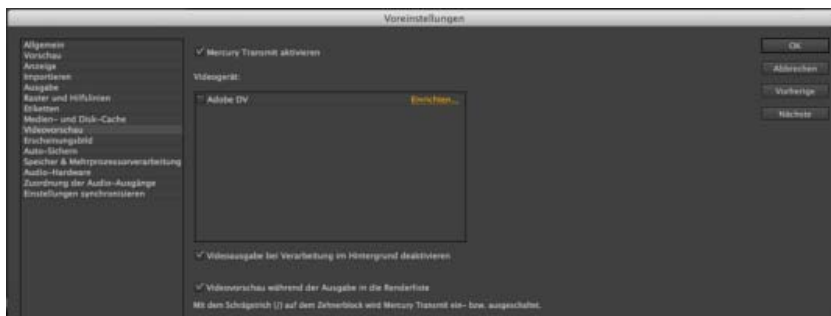 Voreinstellungen
Allgemein
Vorschau
Anzeige
Importieren
Ausgabe
Raster und Hilfslinien
Etiketten
Medien- und Disk-Cache
Videovorschau
Erscheinungsbild
Auto-Sichern
Speicher & Mehrprozessorverarbeitung
Audio-Hardware
Zuordnung der Audio-Ausgänge
Einstellungen synchronisieren
Mercury Transmit aktivieren
Videogerät:
Adobe DV
Einrichten...
Videoausgabe bei Verarbeitung im Hintergrund deaktivieren
Videovorschau während der Ausgabe in die Renderliste
Mit dem Schrägstrich (/) auf dem Zehnerblock wird Mercury Transmit ein- bzw. ausgeschaltet.
OK
Abbrechen
Vorherige
Nächste